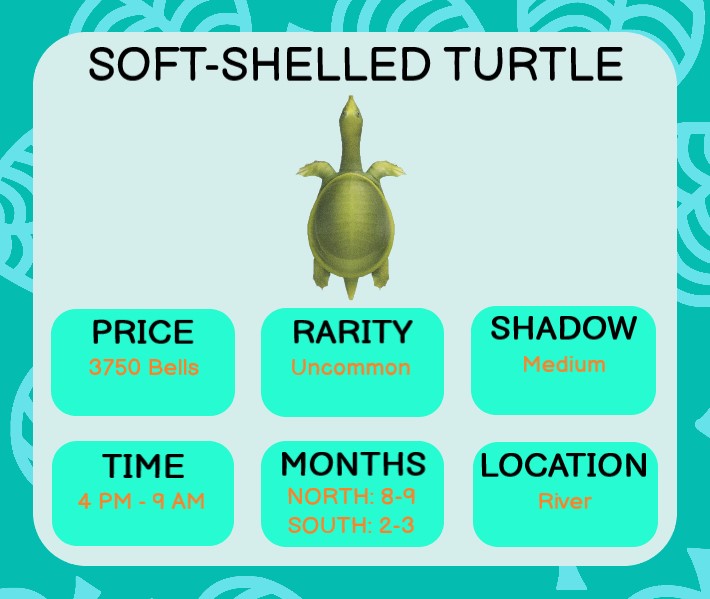 SOFT-SHELLED TURTLE
PRICE
3750 Bells
RARITY
Uncommon
SHADOW
Medium
TIME
4 PM - 9 AM
MONTHS
NORTH: 8-9
SOUTH: 2-3
LOCATION
River